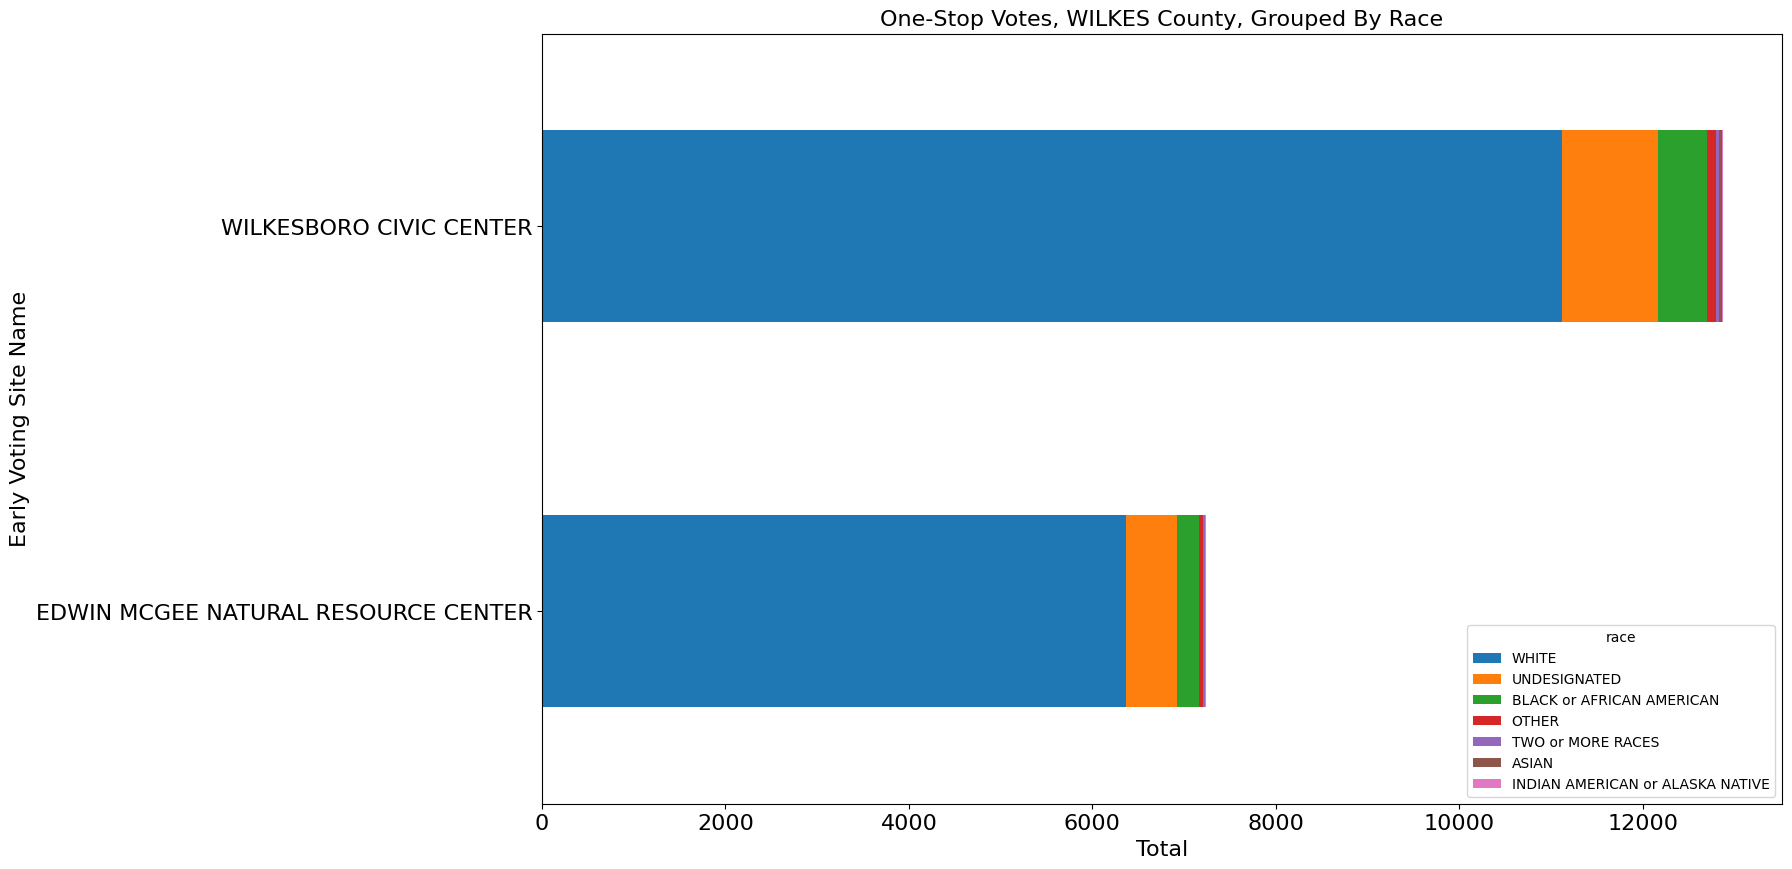 One-Stop Votes, WILKES County, Grouped By Race
Early Voting Site Name
WILKESBORO CIVIC CENTER
EDWIN MCGEE NATURAL RESOURCE CENTER
race
WHITE
UNDESIGNATED
BLACK or AFRICAN AMERICAN
OTHER
TWO or MORE RACES
ASIAN
INDIAN AMERICAN or ALASKA NATIVE
0 2000 4000 6000 8000 10000 12000
Total